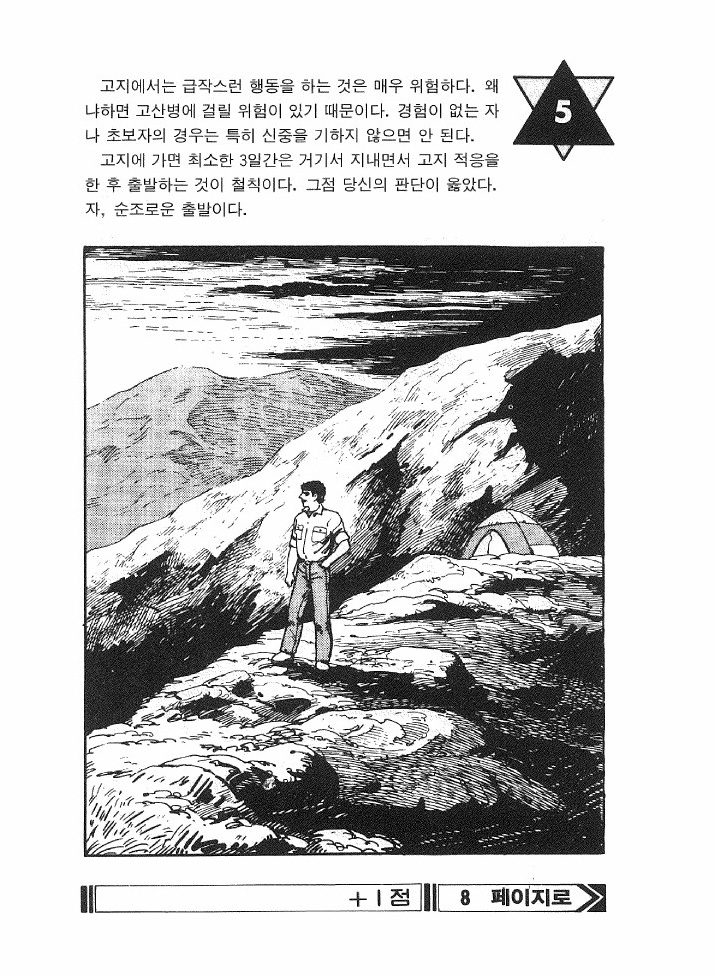 고지에서는 급작스런 행동을 하는 것은 매우 위험하다. 왜
냐하면 고산병에 걸릴 위험이 있기 때문이다. 경험이 없는 자
나 초보자의 경우는 특히 신중을 기하지 않으면 안 된다.
고지에 가면 최소한 3일간은 거기서 지내면서 고지 적응을
한 후 출발하는 것이 철칙이다. 그점 당신의 판단이 옳았다.
자, 순조로운 출발이다.
5
+1점
8 페이지로